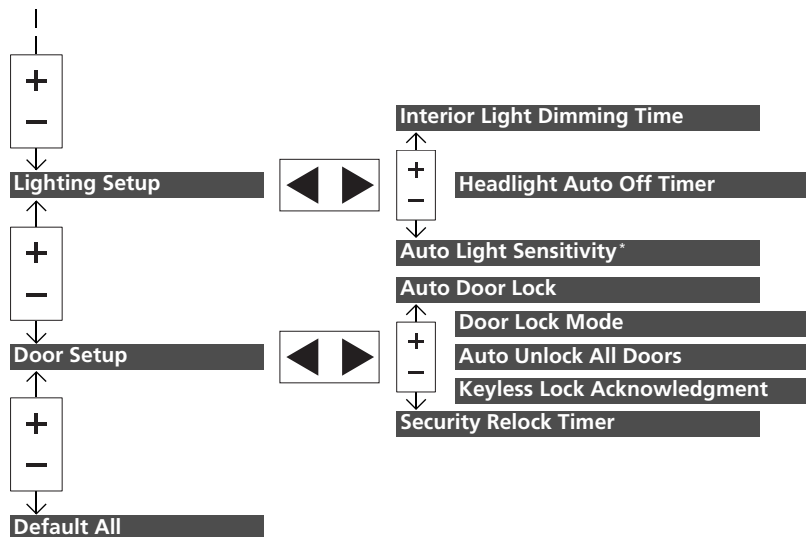 +
−
Lighting Setup
Interior Light Dimming Time
+
−
Headlight Auto Off Timer
Auto Light Sensitivity*
+
−
Door Setup
Auto Door Lock
+
−
Door Lock Mode
Auto Unlock All Doors
Keyless Lock Acknowledgment
Security Relock Timer
+
−
Default All